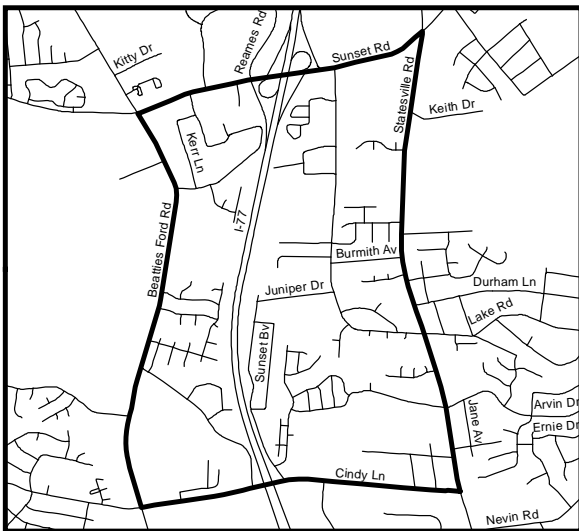 Kitty Dr
Reames Rd
Sunset Rd
Statesville Rd
Keith Dr
Kerr Ln
I-77
Beatties Ford Rd
Burmith Av
Juniper Dr
Durham Ln
Lake Rd
Sunset Bv
Jane Av
Arvin Dr
Ernie Dr
Cindy Ln
Nevin Rd